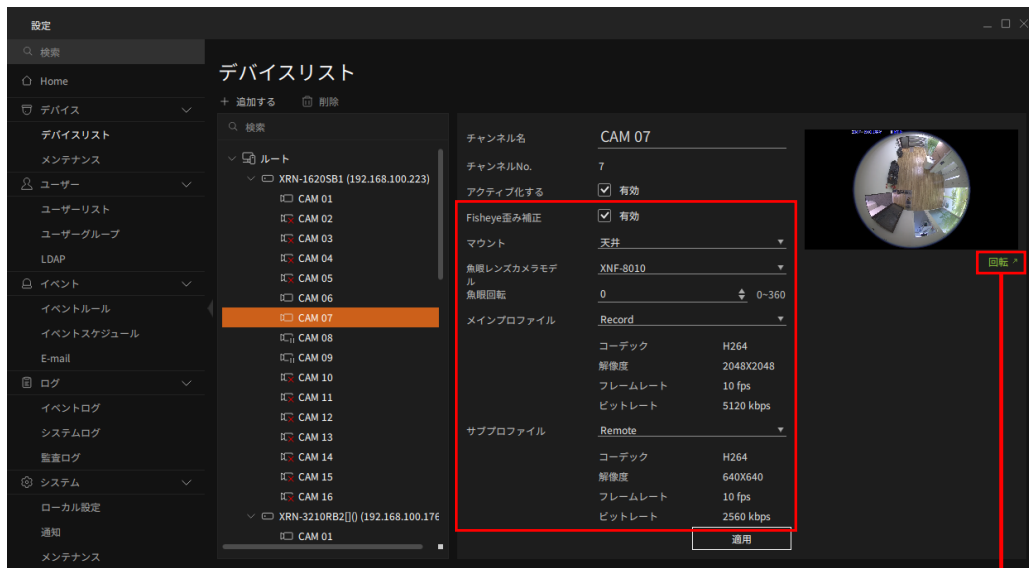 設定
検索
Home
デバイス
デバイスリスト
メンテナンス
ユーザー
ユーザーリスト
ユーザーグループ
LDAP
イベント
イベントルール
イベントスケジュール
E-mail
ログ
イベントログ
システムログ
監査ログ
システム
ローカル設定
通知
メンテナンス
デバイスリスト
+ 追加する 削除
検索
ルート
XRN-1620SB1 (192.168.100.223)
CAM 01
CAM 02
CAM 03
CAM 04
CAM 05
CAM 06
CAM 07
CAM 08
CAM 09
CAM 10
CAM 11
CAM 12
CAM 13
CAM 14
CAM 15
CAM 16
XRN-3210RB2[]() (192.168.100.176
CAM 01
チャンネル名 CAM 07
チャンネルNo. 7
アクティブ化する 有効
Fisheye歪み補正 有効
マウント 天井
魚眼レンズカメラモデ
ル XNF-8010
魚眼回転 0 0~360
メインプロファイル Record
コーデック H264
解像度 2048X2048
フレームレート 10 fps
ビットレート 5120 kbps
サブプロファイル Remote
コーデック H264
解像度 640X640
フレームレート 10 fps
ビットレート 2560 kbps
適用
回転